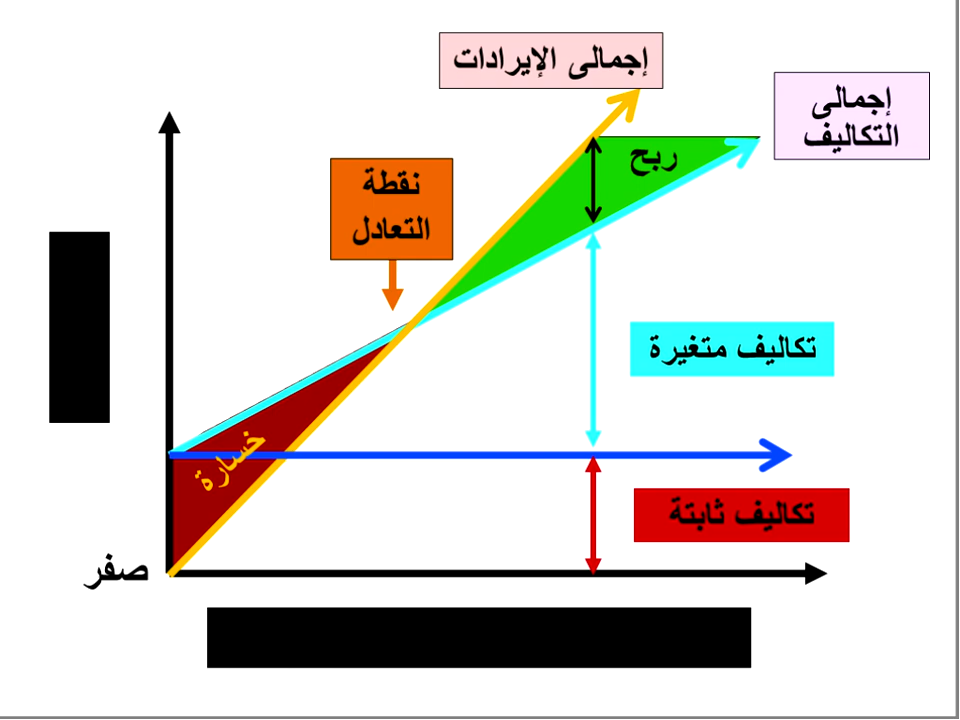 إجمالى الإيرادات
إجمالى
التكاليف
ربح
نقطة
التعادل
تكاليف متغيرة
خسارة
تكاليف ثابتة
صفر